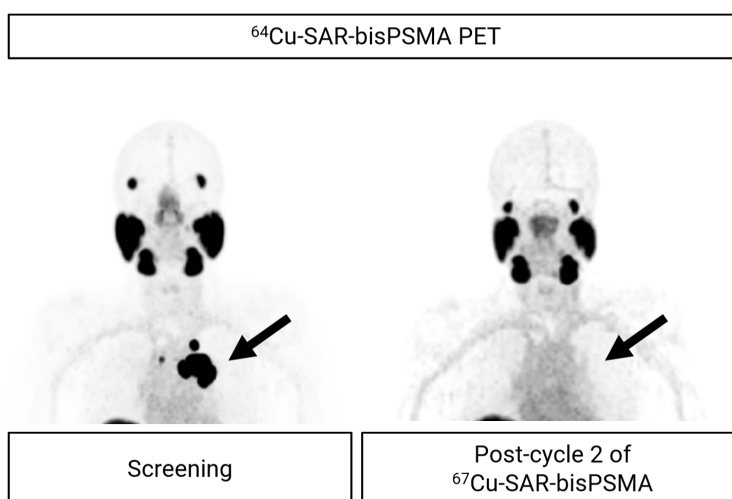 ⁶⁴Cu-SAR-bisPSMA PET
Screening
Post-cycle 2 of
⁶⁷Cu-SAR-bisPSMA